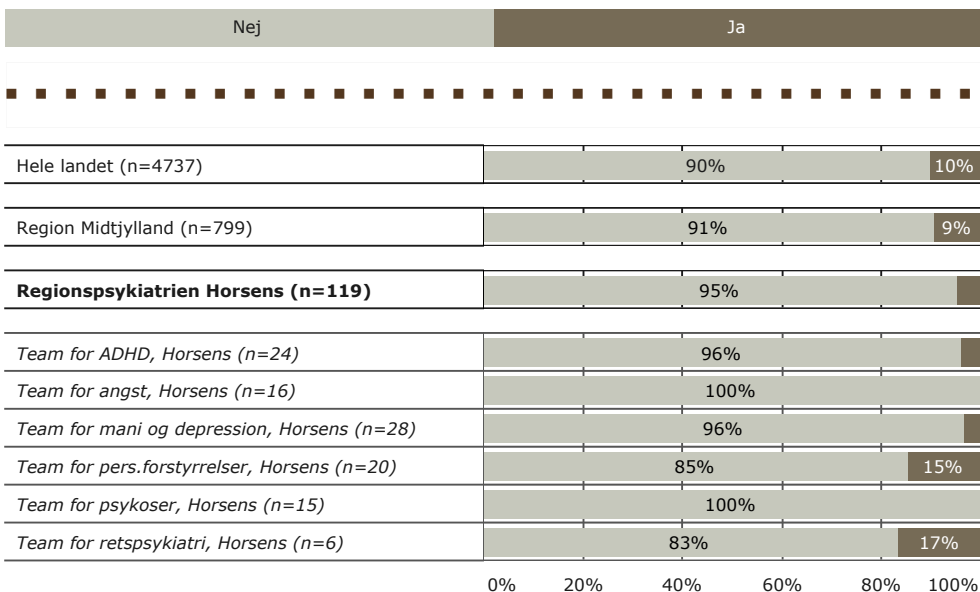 Nej Ja
Hele landet (n=4737) 90% 10%
Region Midtjylland (n=799) 91% 9%
Regionspsykiatrien Horsens (n=119) 95%
Team for ADHD, Horsens (n=24) 96%
Team for angst, Horsens (n=16) 100%
Team for mani og depression, Horsens (n=28) 96%
Team for pers.forstyrrelser, Horsens (n=20) 85% 15%
Team for psykoser, Horsens (n=15) 100%
Team for retspsykiatri, Horsens (n=6) 83% 17%
0% 20% 40% 60% 80% 100%